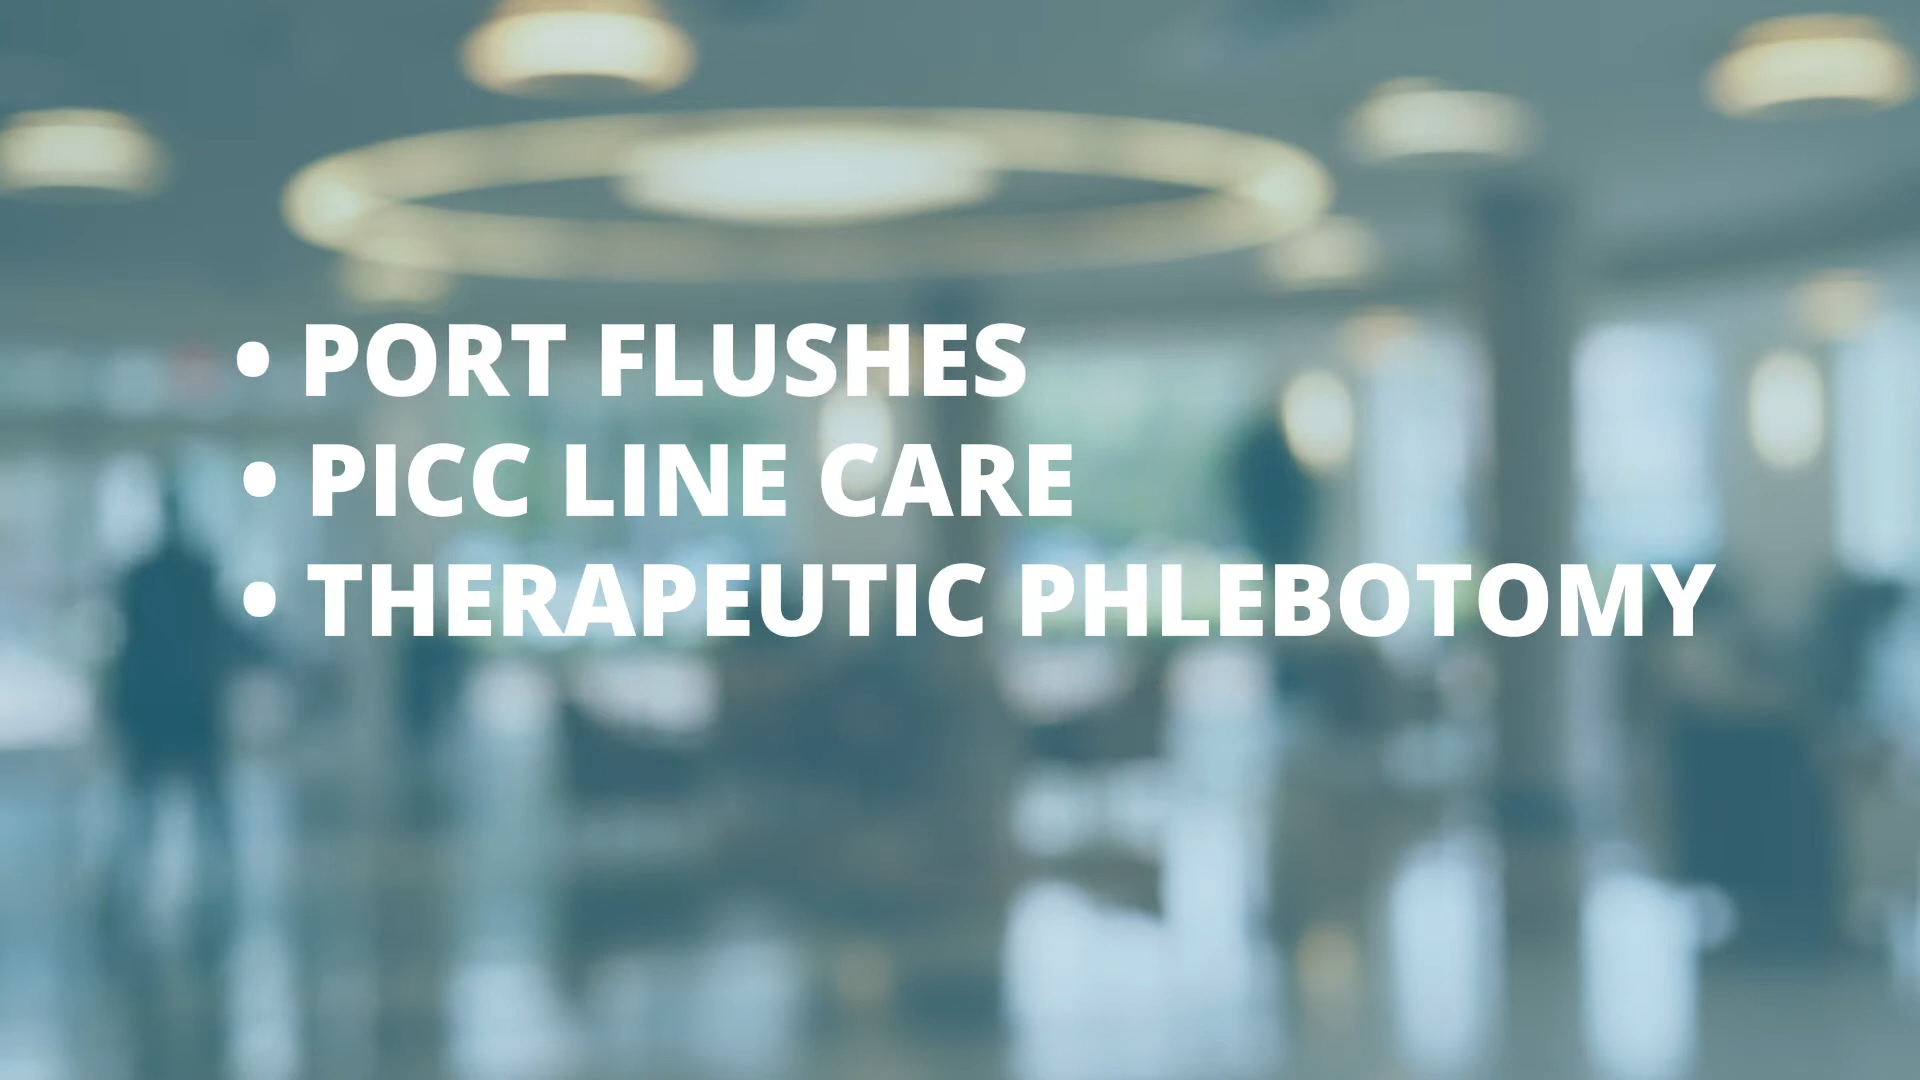 • PORT FLUSHES
• PICC LINE CARE
• THERAPEUTIC PHLEBOTOMY